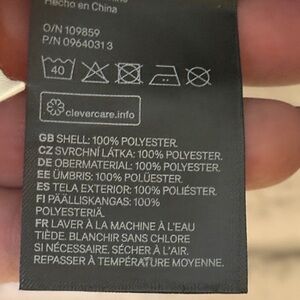 Hecho en China
O/N 109859
P/N 0964031 3
40
clevercare.info
GB SHELL: 100% POLYESTER.
CZ SVRCHNÍ LÁTKA: 100% POLYESTER.
DE OBERMATERIAL: 100% POLYESTER.
EE ÜMBRIS: 100% POLÜESTER.
ES TELA EXTERIOR: 100% POLIÉSTER.
FI PÄÄLLISKANGAS: 100%
POLYESTERIÄ.
FR LAVER À LA MACHINE À L'EAU
TIÈDE. BLANCHIR SANS CHLORE
SI NÉCESSAIRE. SÉCHER À L'AIR.
REPASSER À TEMPÉRATURE MOYENNE.